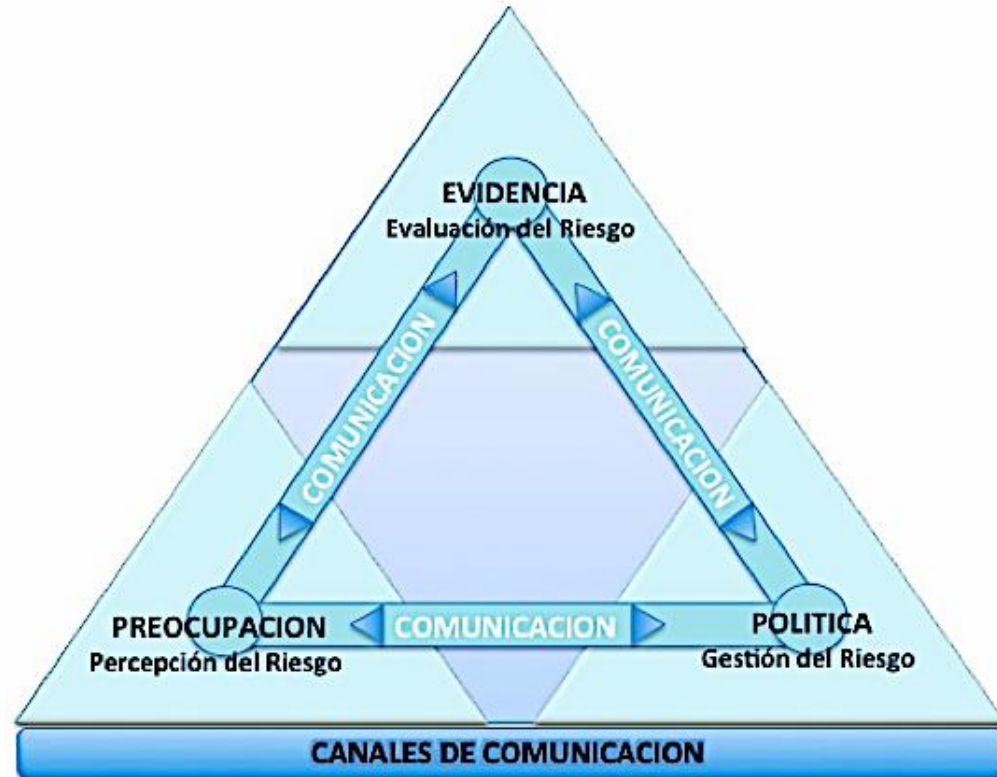 EVIDENCIA
Evaluación del Riesgo
COMUNICACION
COMUNICACION
PREOCUPACION
Percepción del Riesgo
COMUNICACION
POLITICA
Gestión del Riesgo
CANALES DE COMUNICACION